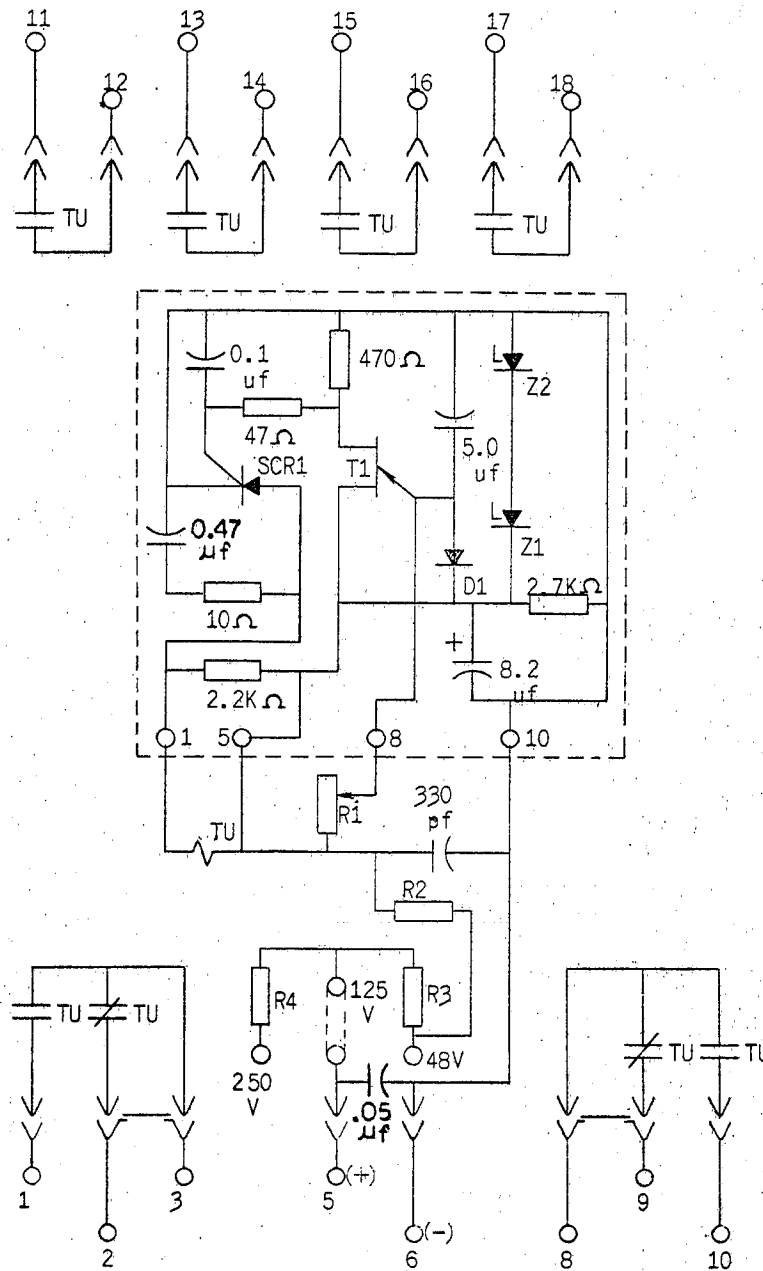 11
13
15
17
12
14
16
18
TU
TU
TU
TU
0.1
uf
470Ω
Z2
47Ω
T1
5.0
uf
SCR1
0.47
μf
Z1
D1
2.7KΩ
10Ω
+
8.2
uf
2.2KΩ
1
5
8
10
330
pf
R1
TU
R2
TU
TU
R4
125
V
R3
TU
TU
48V
250
V
.05
μf
1
3
5
(+)
9
2
6
(-)
8
10